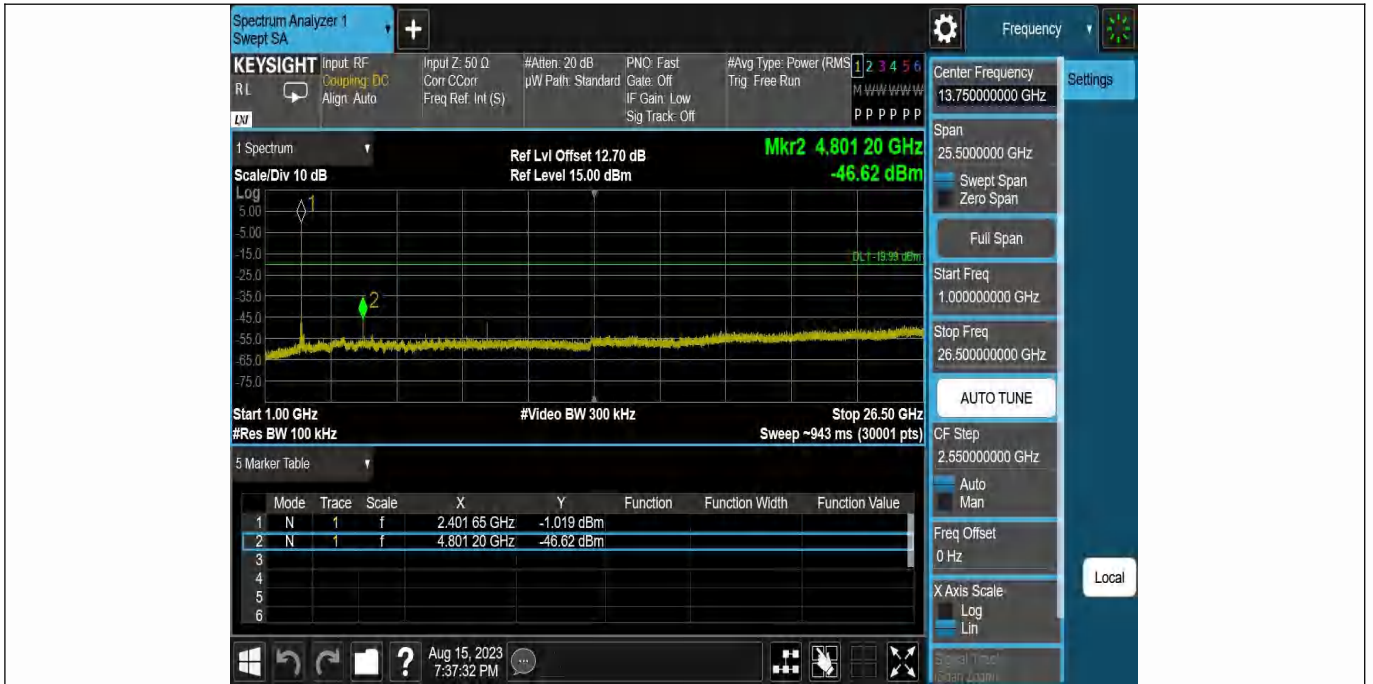 Spectrum Analyzer 1
Swept SA
+
Frequency
KEYSIGHT
RL
LXI
Input: RF
Coupling: DC
Align: Auto
Input Z: 50 Ω
Corr CCorr
Freq Ref: Int (S)
#Atten: 20 dB
µW Path: Standard
PNO: Fast
Gate: Off
IF Gain: Low
Sig Track: Off
#Avg Type: Power (RMS
Trig: Free Run
1 2 3 4 5 6
M W W W W W
P P P P P P
1 Spectrum
Scale/Div 10 dB
Ref Lvl Offset 12.70 dB
Ref Level 15.00 dBm
Mkr2 4.801 20 GHz
-46.62 dBm
Log
5.00
-5.00
-15.0
-25.0
-35.0
-45.0
-55.0
-65.0
-75.0
1
2
DL1 -19.99 dBm
Start 1.00 GHz
#Res BW 100 kHz
#Video BW 300 kHz
Stop 26.50 GHz
Sweep ~943 ms (30001 pts)
5 Marker Table
Mode Trace Scale X Y Function Function Width Function Value
1 N 1 f 2.401 65 GHz -1.019 dBm
2 N 1 f 4.801 20 GHz -46.62 dBm
3
4
5
6
Aug 15, 2023
7:37:32 PM
?
Center Frequency
13.750000000 GHz
Settings
Span
25.5000000 GHz
Swept Span
Zero Span
Full Span
Start Freq
1.000000000 GHz
Stop Freq
26.500000000 GHz
AUTO TUNE
CF Step
2.550000000 GHz
Auto
Man
Freq Offset
0 Hz
X Axis Scale
Log
Lin
Local
Signal Track
(Span Zoom)